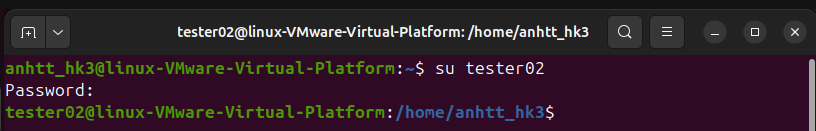 tester02@linux-VMware-Virtual-Platform: /home/anhtt_hk3
anhtt_hk3@linux-VMware-Virtual-Platform:~$ su tester02
Password:
tester02@linux-VMware-Virtual-Platform:/home/anhtt_hk3$